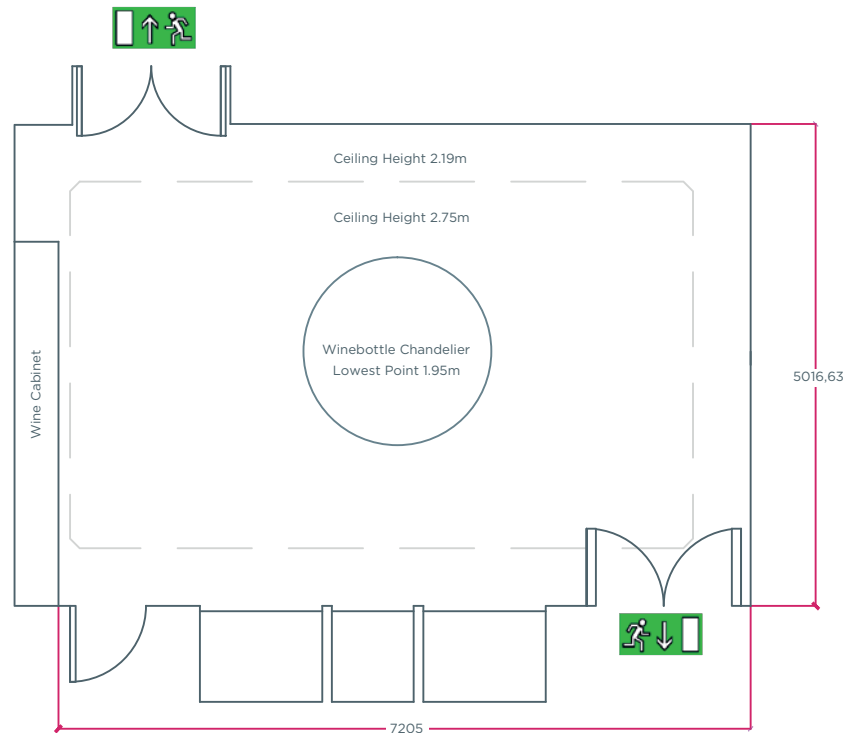 Ceiling Height 2.19m
Ceiling Height 2.75m
Winebottle Chandelier
Lowest Point 1.95m
Wine Cabinet
5016,63
7205